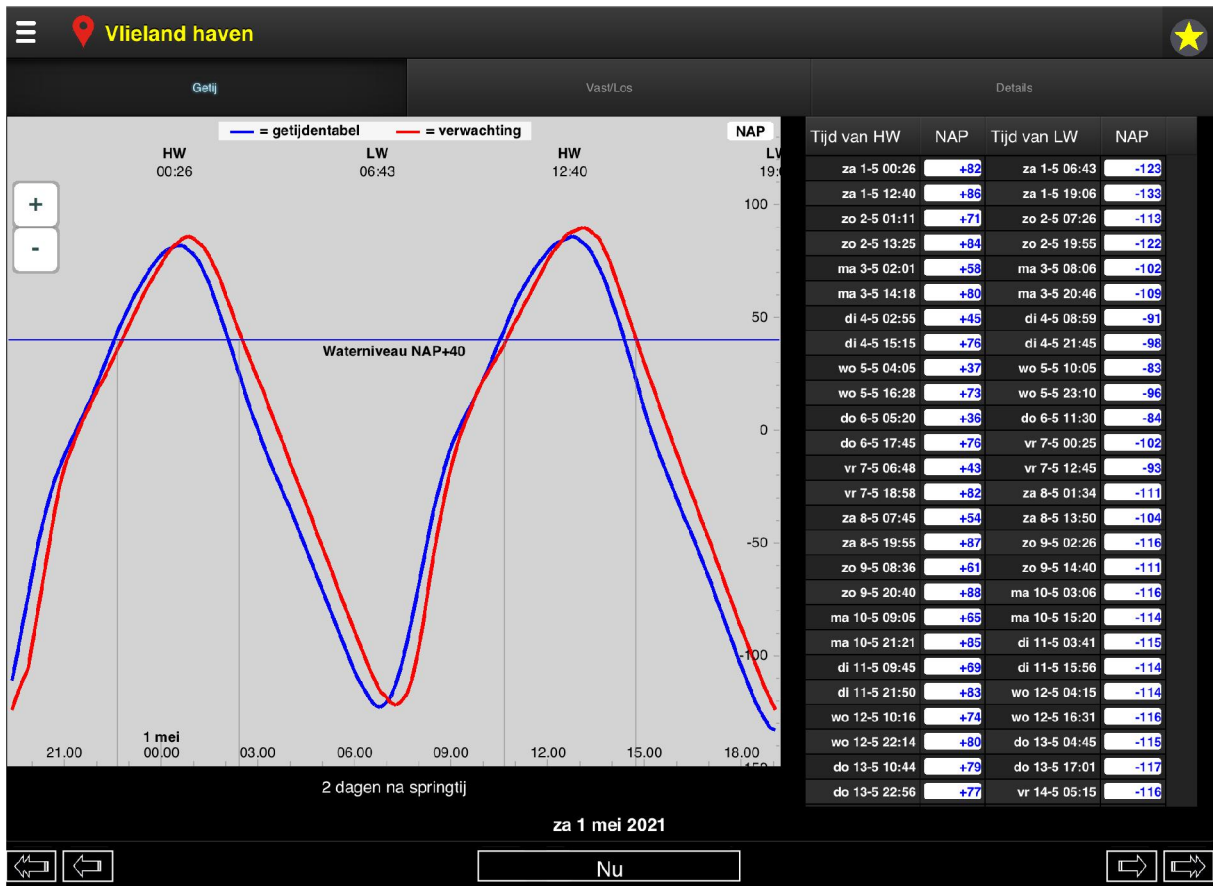 Vlieland haven
Getij Vast/Los Details
= getijdentabel = verwachting NAP
HW LW HW LW
00:26 06:43 12:40 19:
100
50
0
-50
-100
+
-
Waterniveau NAP+40
1 mei
21.00 00.00 03.00 06.00 09.00 12.00 15.00 18.00
2 dagen na springtij
Tijd van HW NAP Tijd van LW NAP
za 1-5 00:26 +82 za 1-5 06:43 -123
za 1-5 12:40 +86 za 1-5 19:06 -133
zo 2-5 01:11 +71 zo 2-5 07:26 -113
zo 2-5 13:25 +84 zo 2-5 19:55 -122
ma 3-5 02:01 +58 ma 3-5 08:06 -102
ma 3-5 14:18 +80 ma 3-5 20:46 -109
di 4-5 02:55 +45 di 4-5 08:59 -91
di 4-5 15:15 +76 di 4-5 21:45 -98
wo 5-5 04:05 +37 wo 5-5 10:05 -83
wo 5-5 16:28 +73 wo 5-5 23:10 -96
do 6-5 05:20 +36 do 6-5 11:30 -84
do 6-5 17:45 +76 vr 7-5 00:25 -102
vr 7-5 06:48 +43 vr 7-5 12:45 -93
vr 7-5 18:58 +82 za 8-5 01:34 -111
za 8-5 07:45 +54 za 8-5 13:50 -104
za 8-5 19:55 +87 zo 9-5 02:26 -116
zo 9-5 08:36 +61 zo 9-5 14:40 -111
zo 9-5 20:40 +88 ma 10-5 03:06 -116
ma 10-5 09:05 +65 ma 10-5 15:20 -114
ma 10-5 21:21 +85 di 11-5 03:41 -115
di 11-5 09:45 +69 di 11-5 15:56 -114
di 11-5 21:50 +83 wo 12-5 04:15 -114
wo 12-5 10:16 +74 wo 12-5 16:31 -116
wo 12-5 22:14 +80 do 13-5 04:45 -115
do 13-5 10:44 +79 do 13-5 17:01 -117
do 13-5 22:56 +77 vr 14-5 05:15 -116
za 1 mei 2021
Nu